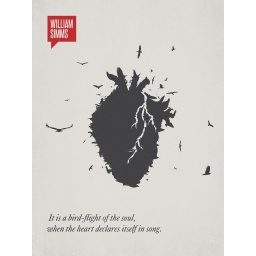 WILLIAM
SIMMS
It is a bird-flight of the soul,
when the heart declares itself in song.